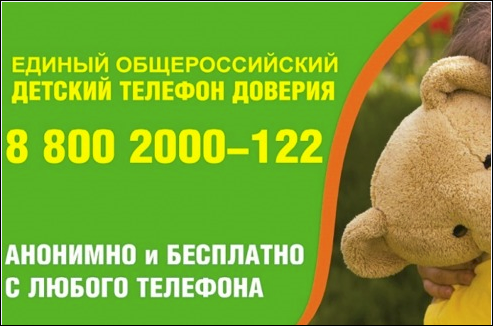 ЕДИНЫЙ ОБЩЕРОССИЙСКИЙ
ДЕТСКИЙ ТЕЛЕФОН ДОВЕРИЯ
8 800 2000–122
АНОНИМНО и БЕСПЛАТНО
С ЛЮБОГО ТЕЛЕФОНА